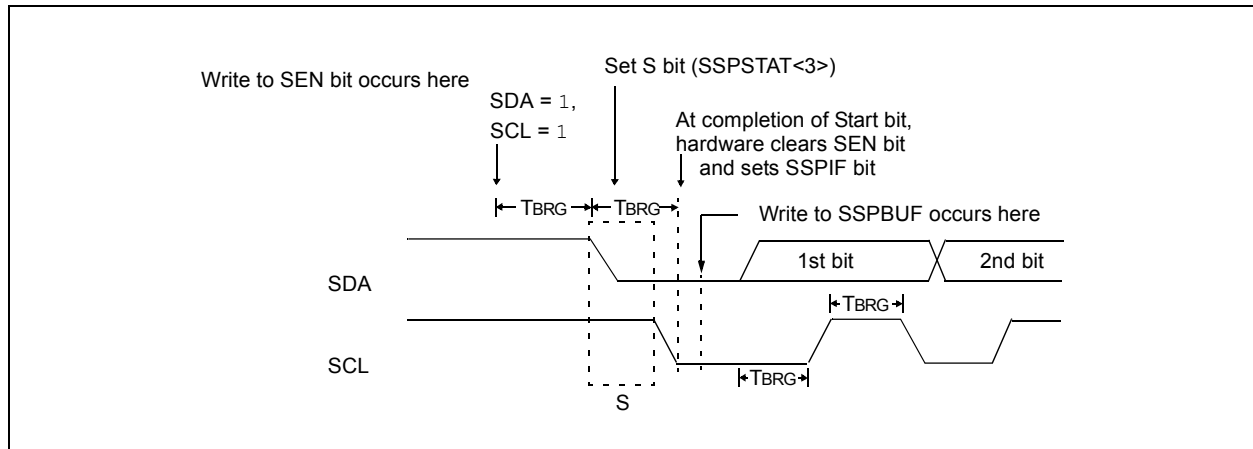 Write to SEN bit occurs here
Set S bit (SSPSTAT<3>)
SDA = 1,
SCL = 1
At completion of Start bit,
hardware clears SEN bit
and sets SSPIF bit
TBRG
TBRG
Write to SSPBUF occurs here
SDA
1st bit
2nd bit
TBRG
SCL
TBRG
S